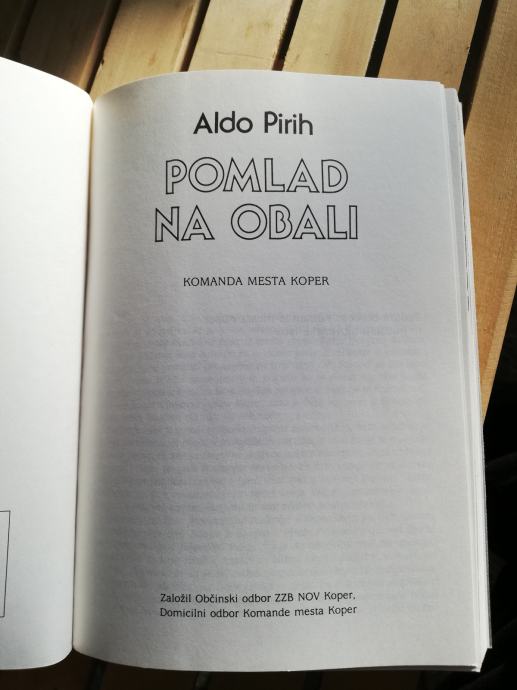 Aldo Pirih
POMLAD
NA OBALI
KOMANDA MESTA KOPER
Založil Občinski odbor ZZB NOV Koper,
Domicilni odbor Komande mesta Koper